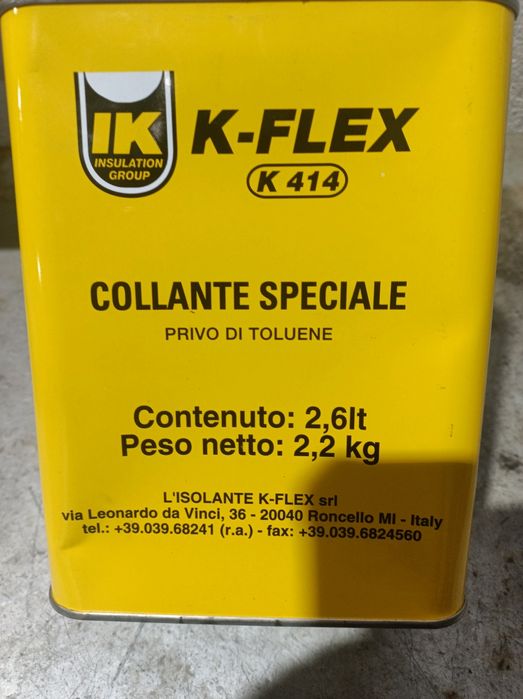 IK
INSULATION
GROUP
K-FLEX
K 414
COLLANTE SPECIALE
PRIVO DI TOLUENE
Contenuto: 2,6lt
Peso netto: 2,2 kg
L'ISOLANTE K-FLEX srl
via Leonardo da Vinci, 36 - 20040 Roncello MI - Italy
tel.: +39.039.68241 (r.a.) - fax: +39.039.6824560